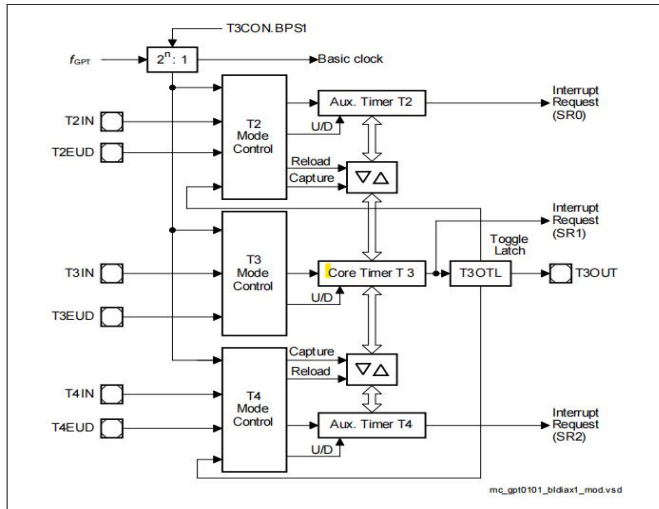 T3CON.BPS1
fGPT
2ⁿ : 1
Basic clock
T2IN
T2EUD
T2
Mode
Control
Aux. Timer T2
U/D
Reload
Capture
Interrupt
Request
(SR0)
Interrupt
Request
(SR1)
T3IN
T3EUD
T3
Mode
Control
Core Timer T 3
U/D
Toggle
Latch
T3OTL
T3OUT
T4IN
T4EUD
T4
Mode
Control
Capture
Reload
Aux. Timer T4
U/D
Interrupt
Request
(SR2)
mc_gpt0101_bldiax1_mod.vsd